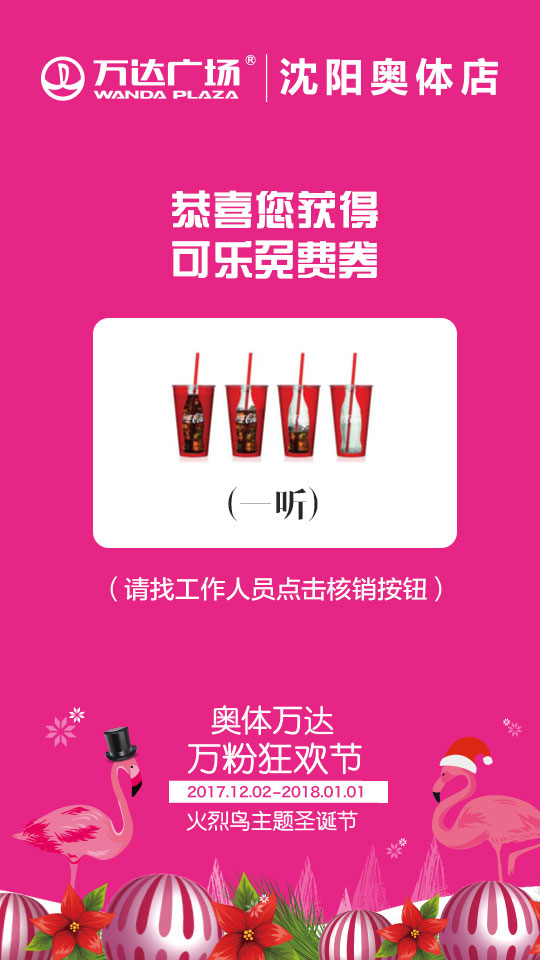 万达广场®
WANDA PLAZA
沈阳奥体店
恭喜您获得
可乐免费券
(一听)
（请找工作人员点击核销按钮）
奥体万达
万粉狂欢节
2017.12.02-2018.01.01
火烈鸟主题圣诞节